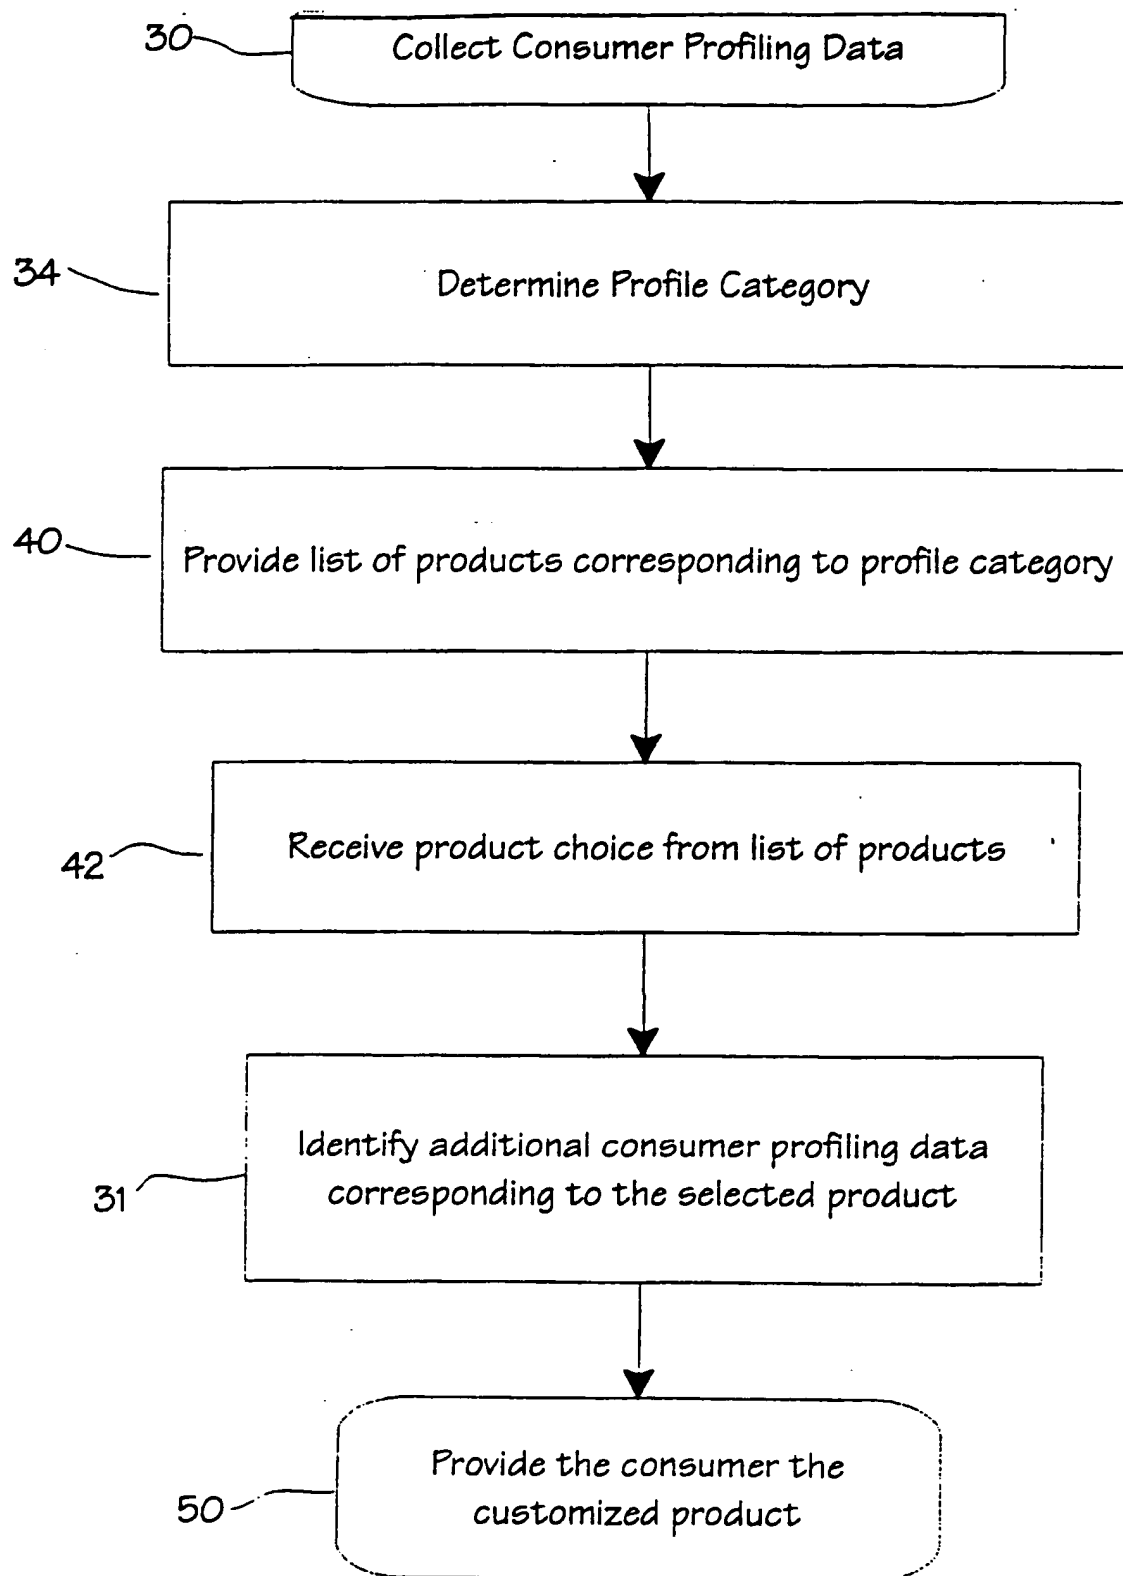 30
Collect Consumer Profiling Data
34
Determine Profile Category
40
Provide list of products corresponding to profile category
42
Receive product choice from list of products
31
Identify additional consumer profiling data
corresponding to the selected product
50
Provide the consumer the
customized product